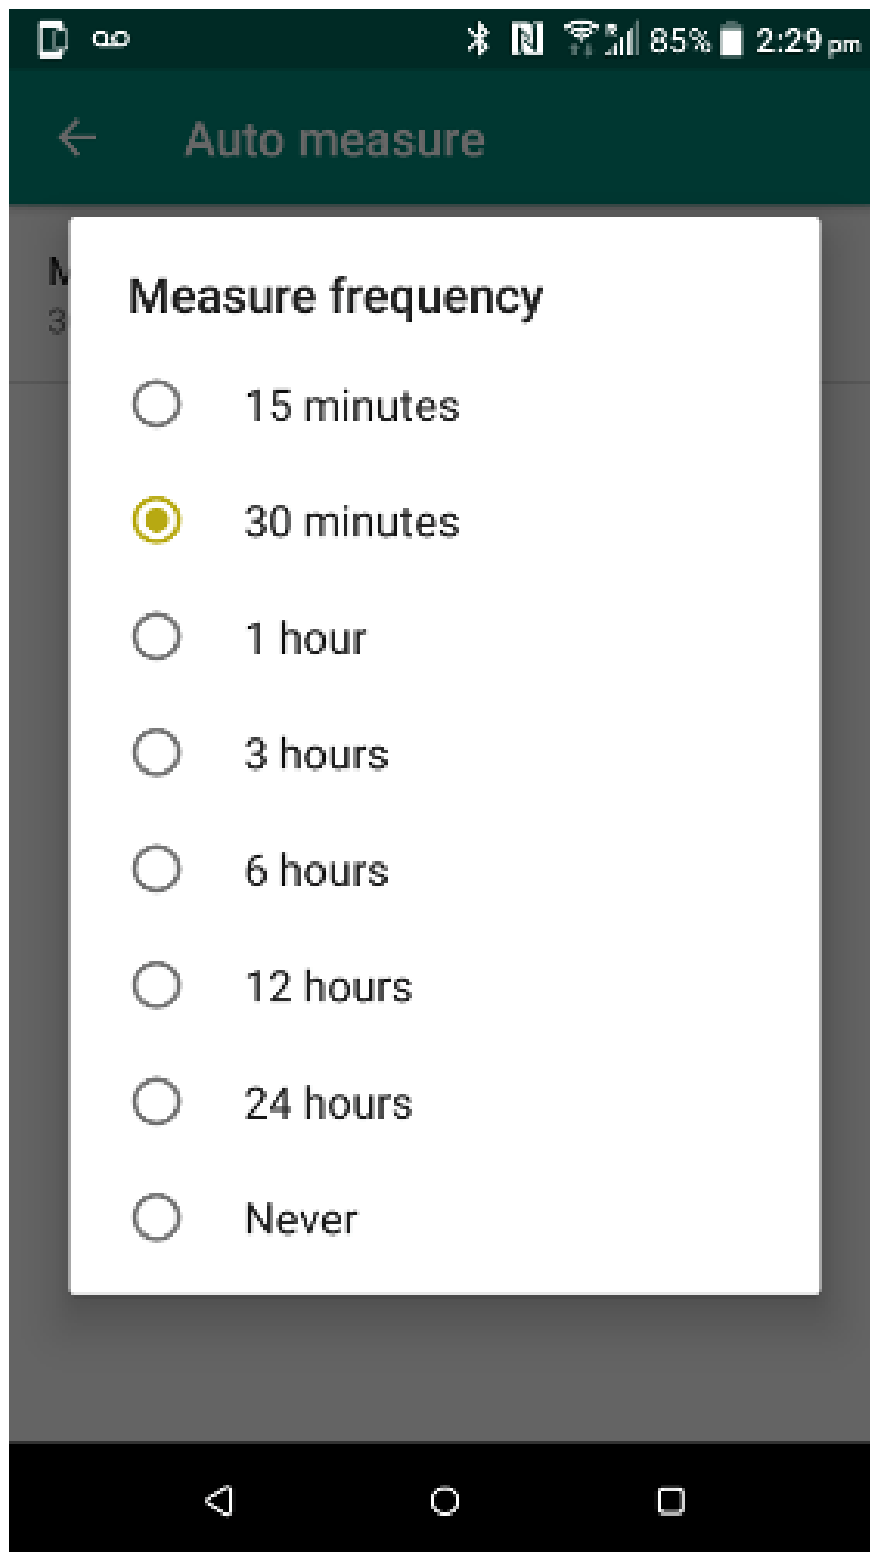 85% 2:29 pm
Auto measure
Measure frequency
15 minutes
30 minutes
1 hour
3 hours
6 hours
12 hours
24 hours
Never